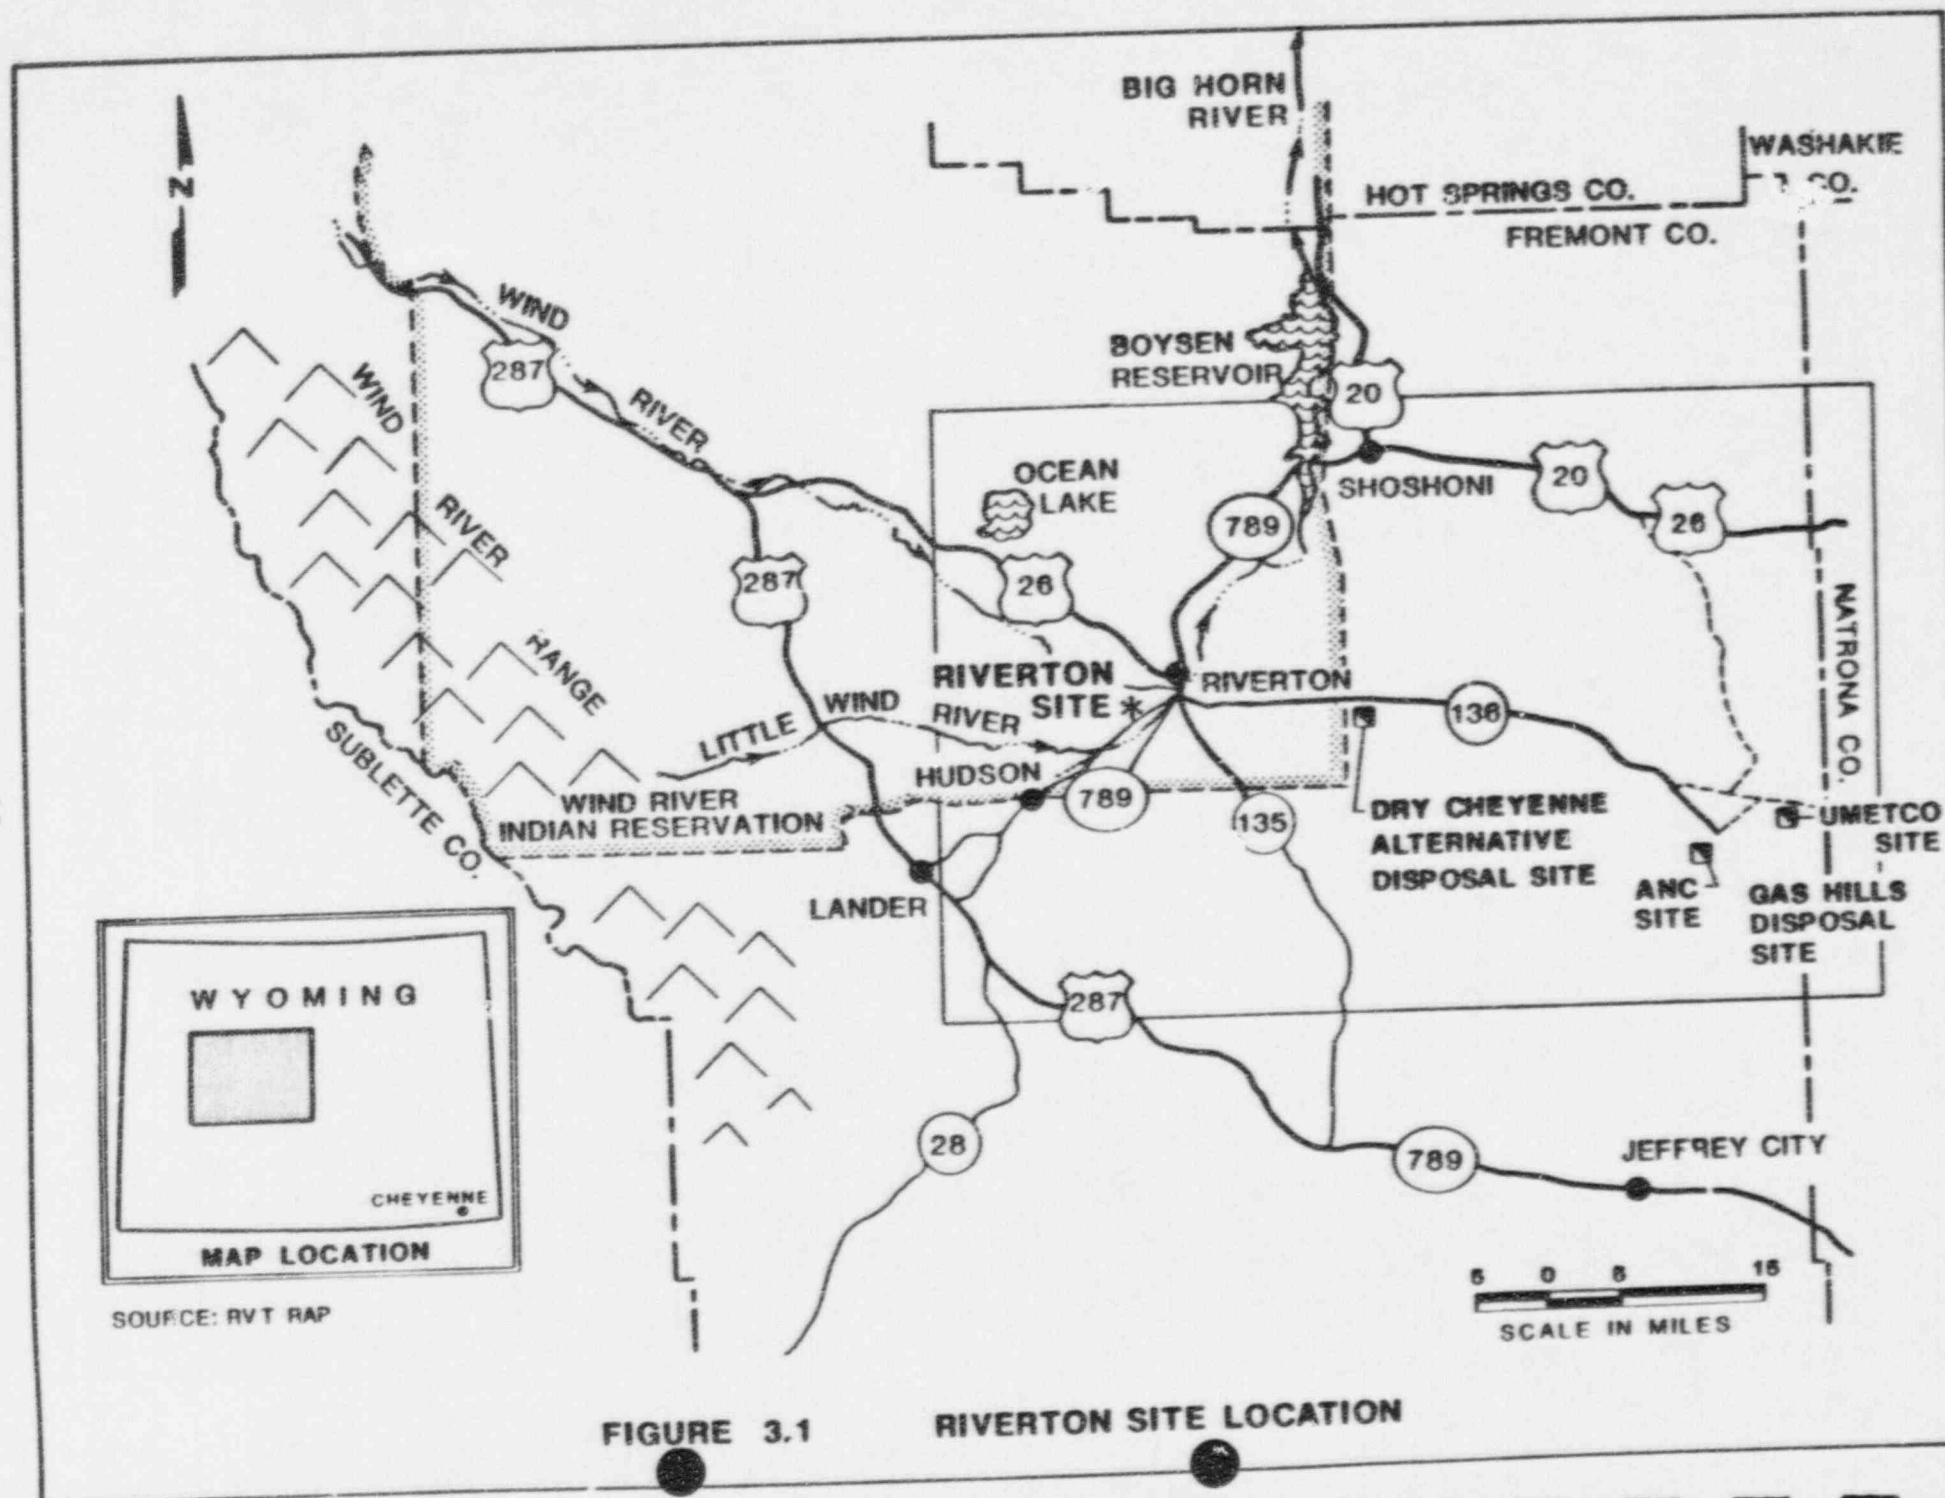 BIG HORN
RIVER
WASHAKIE
CO.
HOT SPRINGS CO.
FREMONT CO.
N
WIND
287
RIVER
BOYSEN
RESERVOIR
20
WIND
RIVER
RANGE
OCEAN
LAKE
SHOSHONI
20
26
789
287
26
NATRONA CO.
RIVERTON
SITE *
RIVERTON
136
LITTLE WIND RIVER
HUDSON
789
135
SUBLETTE CO.
WIND RIVER
INDIAN RESERVATION
DRY CHEYENNE
ALTERNATIVE
DISPOSAL SITE
UMETCO
SITE
ANC
SITE
GAS HILLS
DISPOSAL
SITE
LANDER
287
28
789
JEFFREY CITY
WYOMING
CHEYENNE
MAP LOCATION
SOURCE: RVT RAP
5 0 5 15
SCALE IN MILES
FIGURE 3.1 RIVERTON SITE LOCATION